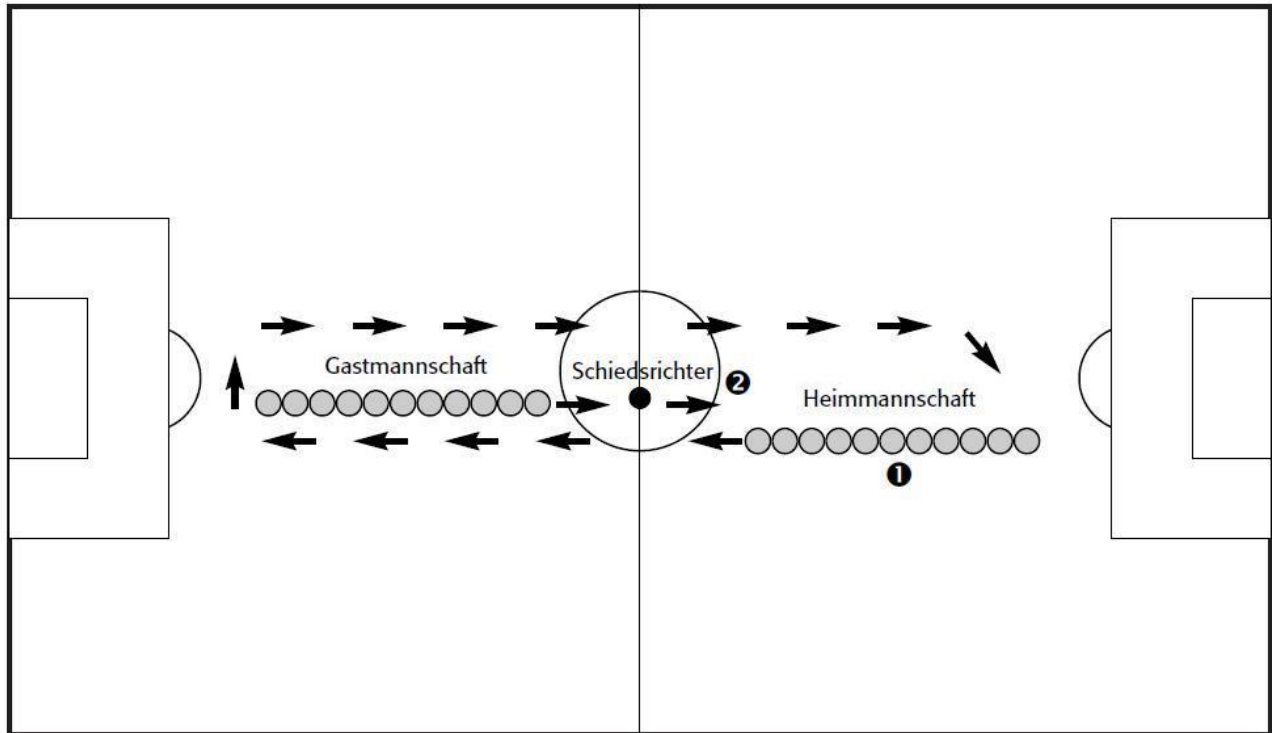 Gastmannschaft
Schiedsrichter
❷
Heimmannschaft
❶